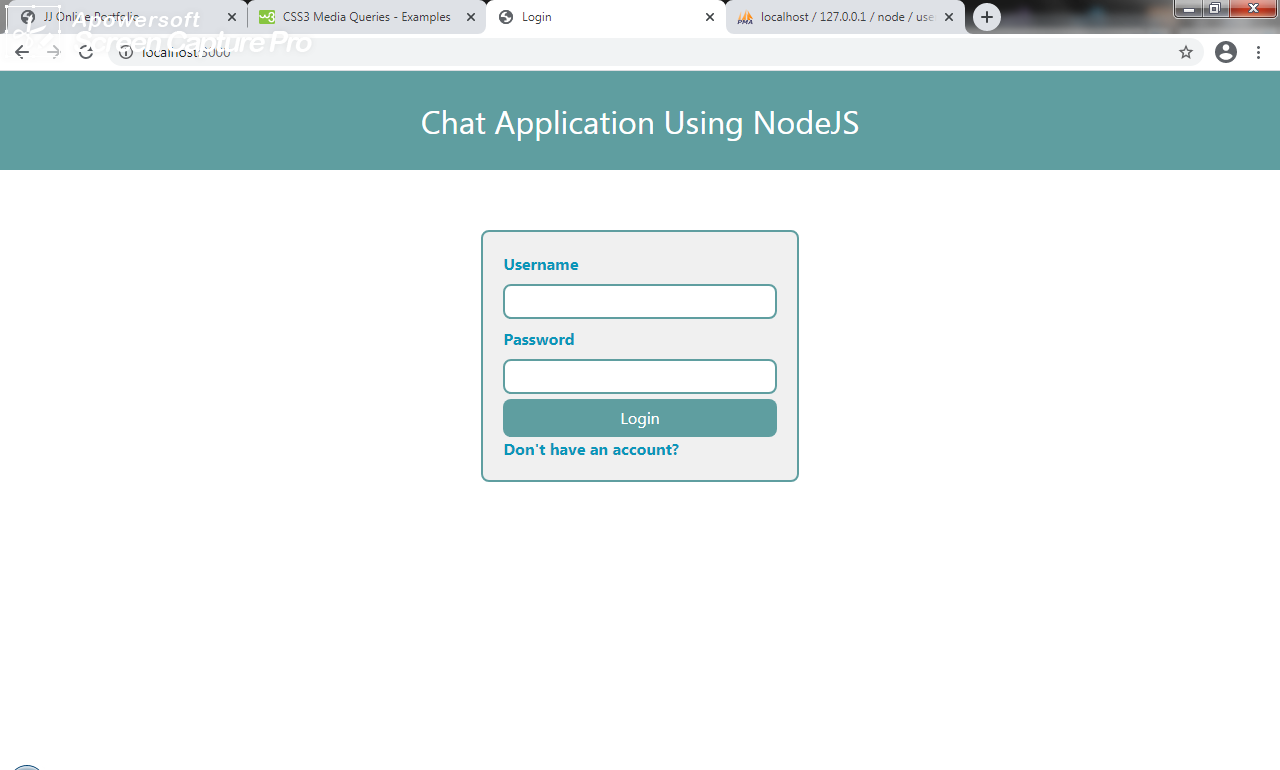 JJ Online Portfolio
CSS3 Media Queries - Examples
Login
localhost / 127.0.0.1 / node / use
Apowersoft
Screen Capture Pro
localhost:3000
Chat Application Using NodeJS
Username
Password
Login
Don't have an account?